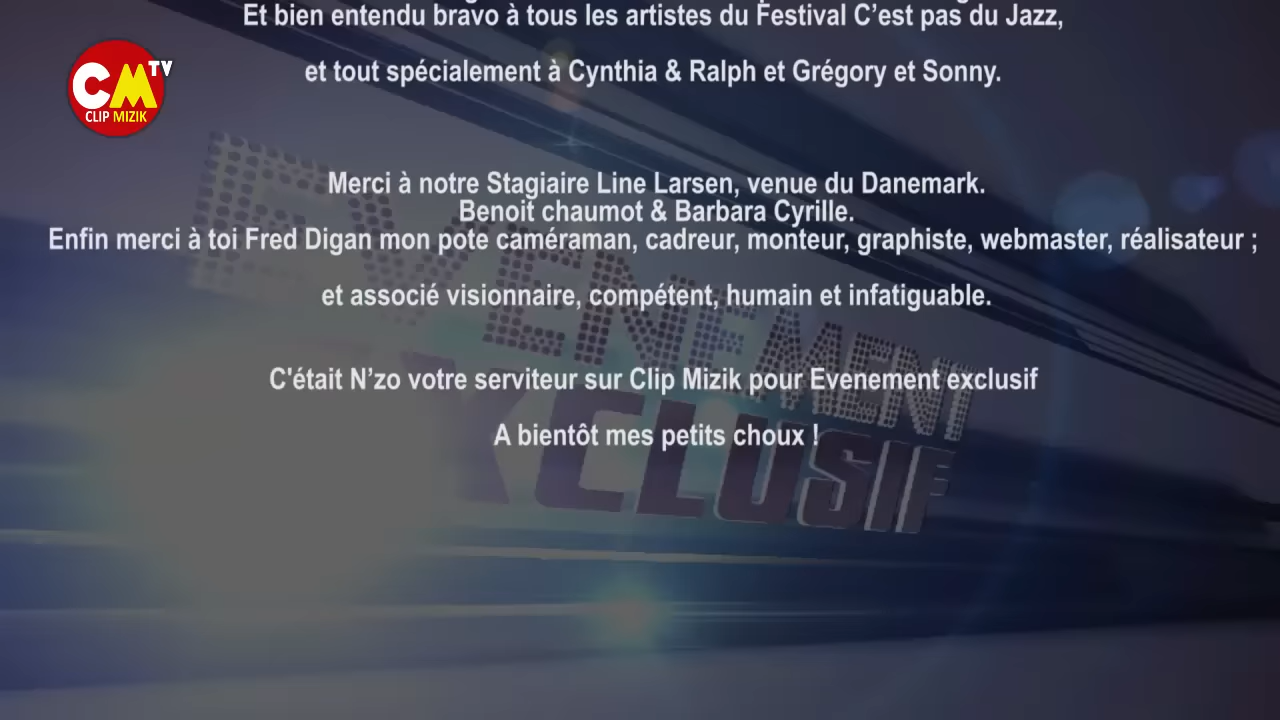 Et bien entendu bravo à tous les artistes du Festival C’est pas du Jazz,
et tout spécialement à Cynthia & Ralph et Grégory et Sonny.
CM TV
CLIP MIZIK
Merci à notre Stagiaire Line Larsen, venue du Danemark.
Benoit chaumot & Barbara Cyrille.
Enfin merci à toi Fred Digan mon pote caméraman, cadreur, monteur, graphiste, webmaster, réalisateur ;
et associé visionnaire, compétent, humain et infatiguable.
C'était N’zo votre serviteur sur Clip Mizik pour Evenement exclusif
A bientôt mes petits choux !
EVENEMENT
EXCLUSIF